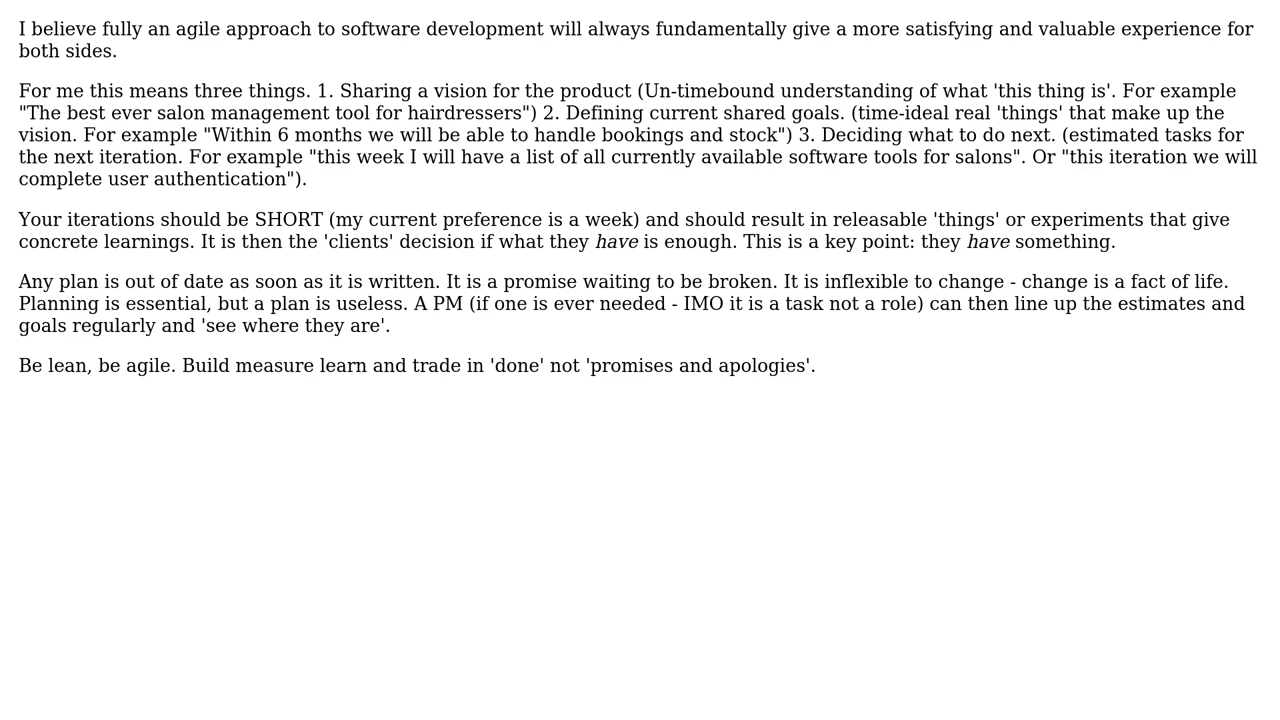 I believe fully an agile approach to software development will always fundamentally give a more satisfying and valuable experience for
both sides.
For me this means three things. 1. Sharing a vision for the product (Un-timebound understanding of what 'this thing is'. For example
"The best ever salon management tool for hairdressers") 2. Defining current shared goals. (time-ideal real 'things' that make up the
vision. For example "Within 6 months we will be able to handle bookings and stock") 3. Deciding what to do next. (estimated tasks for
the next iteration. For example "this week I will have a list of all currently available software tools for salons". Or "this iteration we will
complete user authentication").
Your iterations should be SHORT (my current preference is a week) and should result in releasable 'things' or experiments that give
concrete learnings. It is then the 'clients' decision if what they have is enough. This is a key point: they have something.
Any plan is out of date as soon as it is written. It is a promise waiting to be broken. It is inflexible to change - change is a fact of life.
Planning is essential, but a plan is useless. A PM (if one is ever needed - IMO it is a task not a role) can then line up the estimates and
goals regularly and 'see where they are'.
Be lean, be agile. Build measure learn and trade in 'done' not 'promises and apologies'.